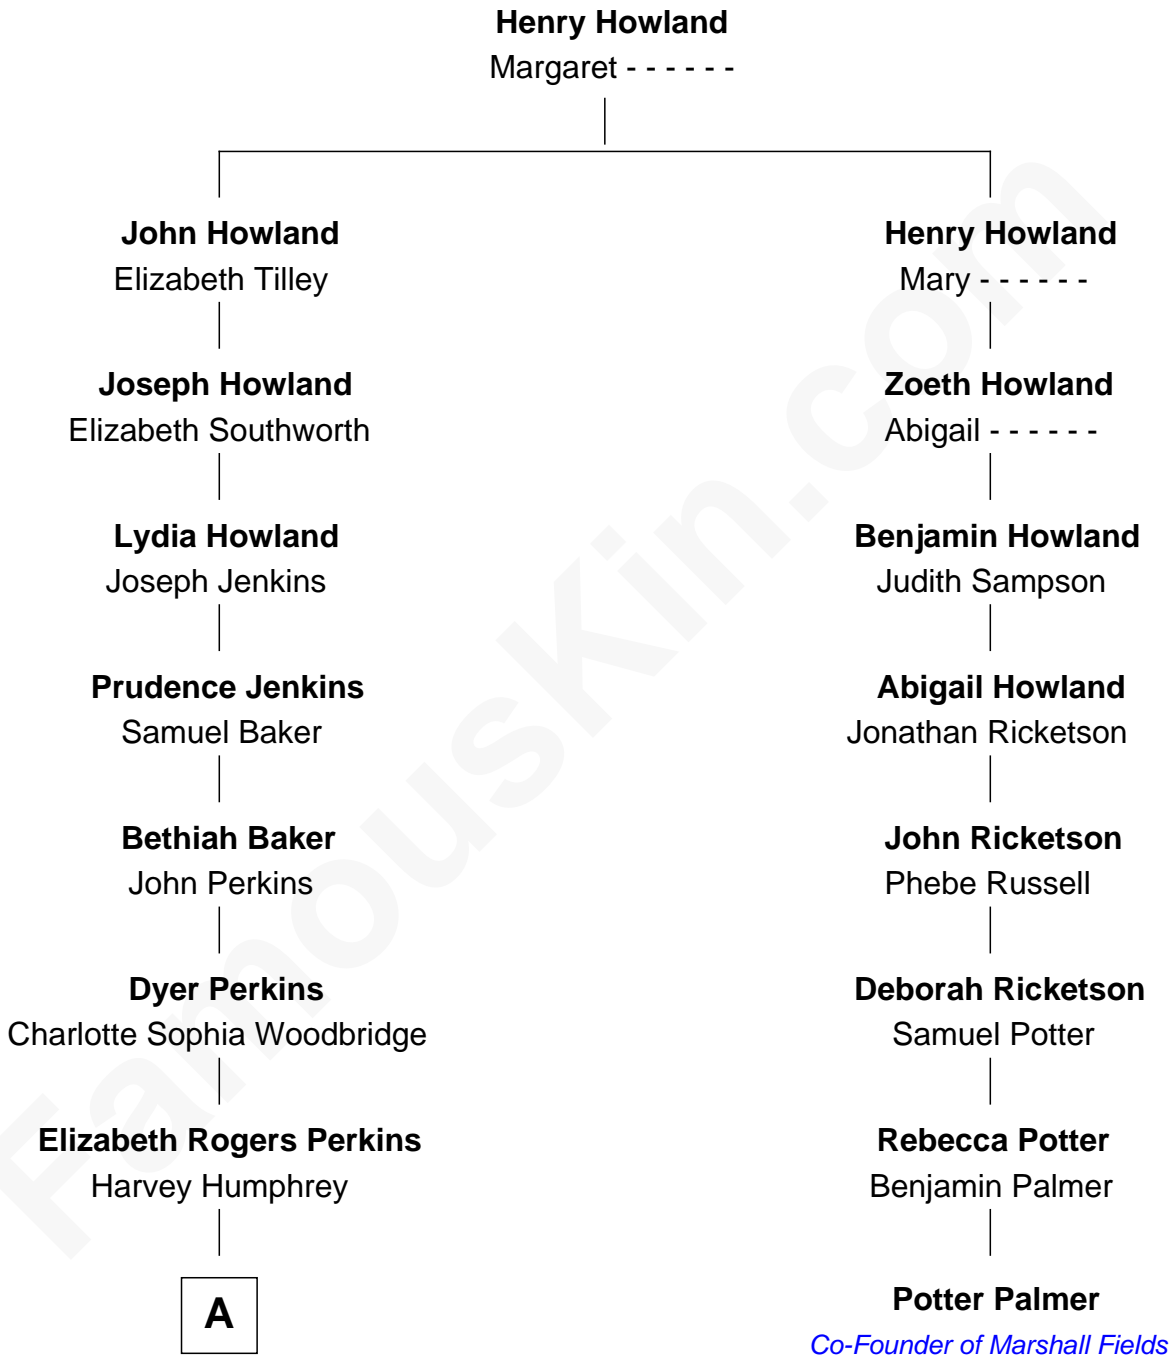 Henry Howland
Margaret - - - - - -
John Howland
Elizabeth Tilley
Henry Howland
Mary - - - - - -
Joseph Howland
Elizabeth Southworth
Zoeth Howland
Abigail - - - - - -
Lydia Howland
Joseph Jenkins
Benjamin Howland
Judith Sampson
Prudence Jenkins
Samuel Baker
Abigail Howland
Jonathan Ricketson
Bethiah Baker
John Perkins
John Ricketson
Phebe Russell
Dyer Perkins
Charlotte Sophia Woodbridge
Deborah Ricketson
Samuel Potter
Elizabeth Rogers Perkins
Harvey Humphrey
Rebecca Potter
Benjamin Palmer
A
Potter Palmer
Co-Founder of Marshall Fields
FamousKin.com